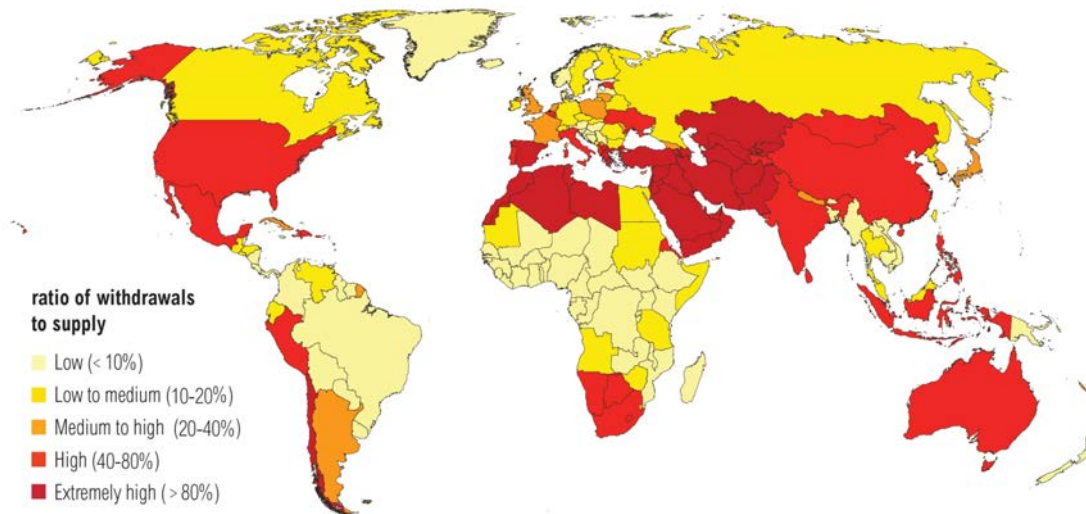 ratio of withdrawals
to supply
Low (< 10%)
Low to medium (10-20%)
Medium to high (20-40%)
High (40-80%)
Extremely high (> 80%)